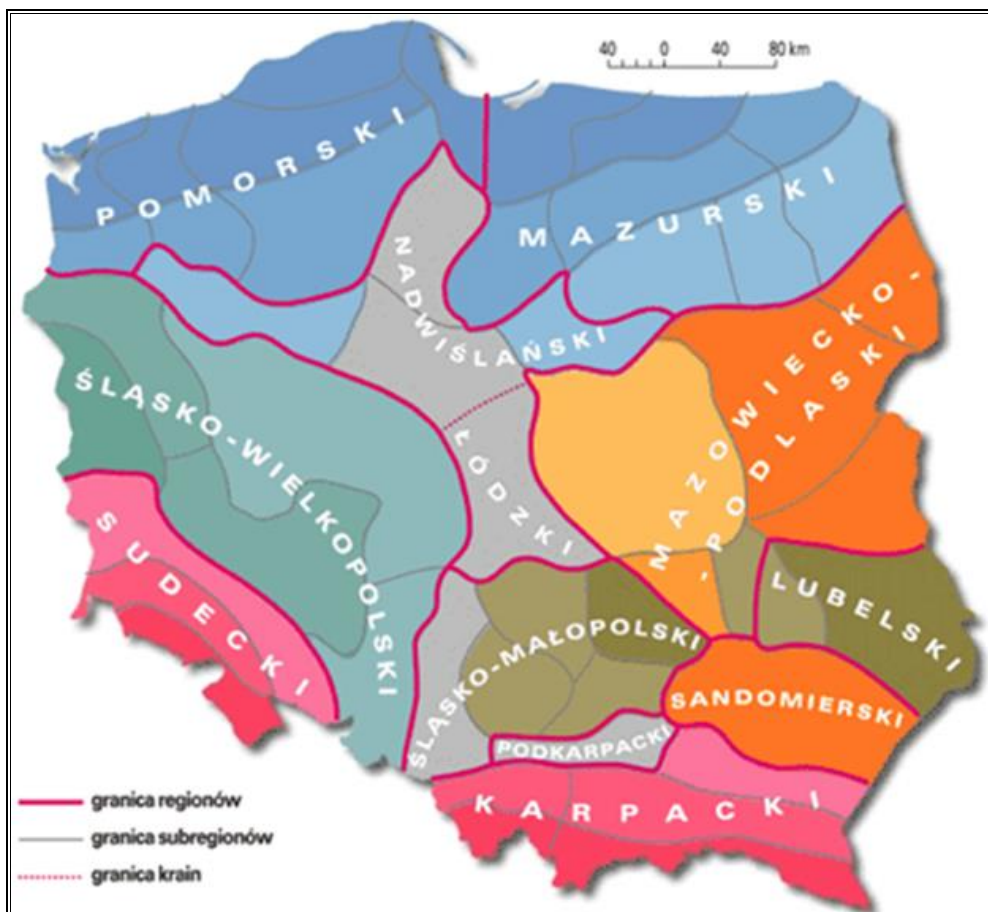 40 0 40 80 km
POMORSKI
MAZURSKI
NADWIŚLAŃSKI
MAZOWIECKO-
-PODLASKI
ŚLĄSKO-WIELKOPOLSKI
ŁÓDZKI
SUDECKI
LUBELSKI
ŚLĄSKO-MAŁOPOLSKI
SANDOMIERSKI
PODKARPACKI
KARPACKI
granica regionów
granica subregionów
granica krain